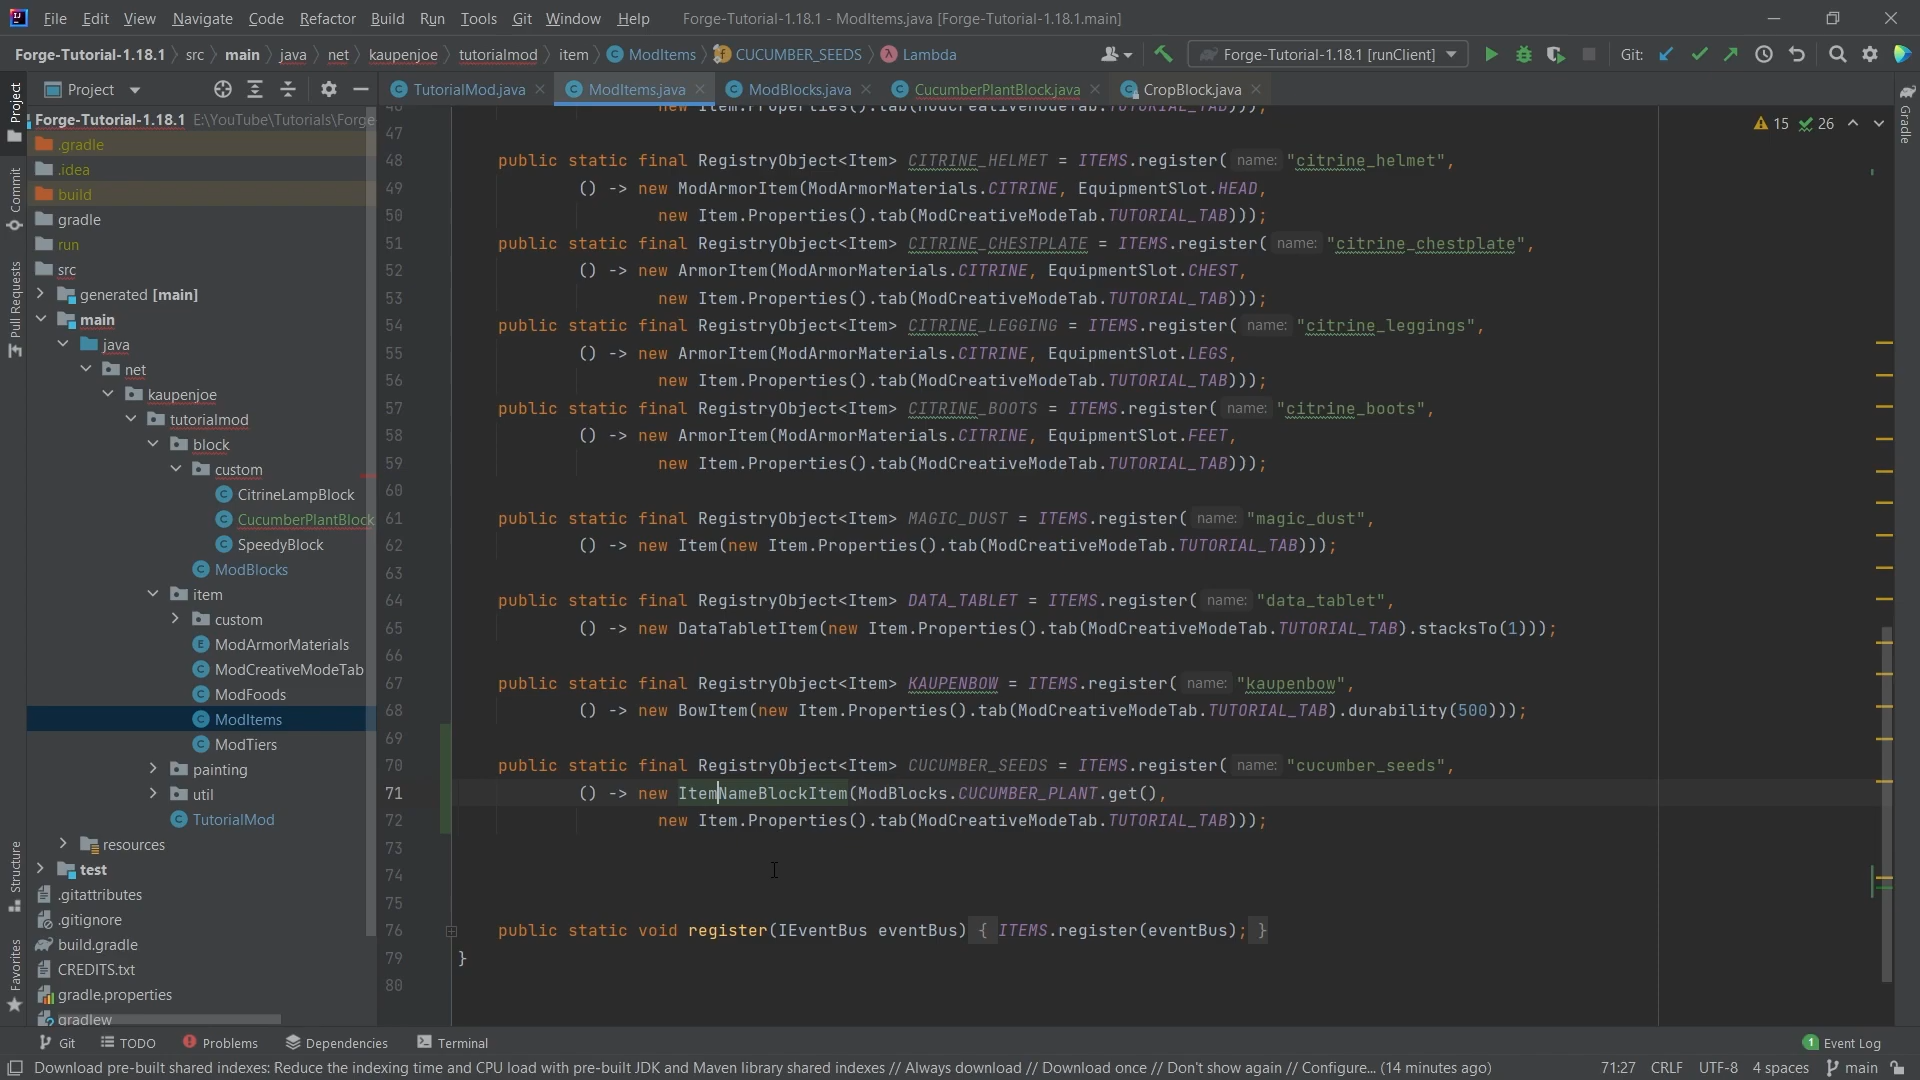 File Edit View Navigate Code Refactor Build Run Tools Git Window Help Forge-Tutorial-1.18.1 - ModItems.java [Forge-Tutorial-1.18.1.main]
Forge-Tutorial-1.18.1 src main java net kaupenjoe tutorialmod item ModItems CUCUMBER_SEEDS Lambda Forge-Tutorial-1.18.1 [runClient] Git:
Project TutorialMod.java ModItems.java ModBlocks.java CucumberPlantBlock.java CropBlock.java
Project
Commit
Pull Requests
Structure
Favorites
Gradle
Forge-Tutorial-1.18.1 E:\YouTube\Tutorials\Forge
.gradle
.idea
build
gradle
run
src
generated [main]
main
java
net
kaupenjoe
tutorialmod
block
custom
CitrineLampBlock
CucumberPlantBlock
SpeedyBlock
ModBlocks
item
custom
ModArmorMaterials
ModCreativeModeTab
ModFoods
ModItems
ModTiers
painting
util
TutorialMod
resources
test
.gitattributes
.gitignore
build.gradle
CREDITS.txt
gradle.properties
gradlew
15 26
46 new Item.Properties().tab(ModCreativeModeTab.TUTORIAL_TAB)));
47
48 public static final RegistryObject<Item> CITRINE_HELMET = ITEMS.register( name: "citrine_helmet",
49 () -> new ModArmorItem(ModArmorMaterials.CITRINE, EquipmentSlot.HEAD,
50 new Item.Properties().tab(ModCreativeModeTab.TUTORIAL_TAB)));
51 public static final RegistryObject<Item> CITRINE_CHESTPLATE = ITEMS.register( name: "citrine_chestplate",
52 () -> new ArmorItem(ModArmorMaterials.CITRINE, EquipmentSlot.CHEST,
53 new Item.Properties().tab(ModCreativeModeTab.TUTORIAL_TAB)));
54 public static final RegistryObject<Item> CITRINE_LEGGING = ITEMS.register( name: "citrine_leggings",
55 () -> new ArmorItem(ModArmorMaterials.CITRINE, EquipmentSlot.LEGS,
56 new Item.Properties().tab(ModCreativeModeTab.TUTORIAL_TAB)));
57 public static final RegistryObject<Item> CITRINE_BOOTS = ITEMS.register( name: "citrine_boots",
58 () -> new ArmorItem(ModArmorMaterials.CITRINE, EquipmentSlot.FEET,
59 new Item.Properties().tab(ModCreativeModeTab.TUTORIAL_TAB)));
60
61 public static final RegistryObject<Item> MAGIC_DUST = ITEMS.register( name: "magic_dust",
62 () -> new Item(new Item.Properties().tab(ModCreativeModeTab.TUTORIAL_TAB)));
63
64 public static final RegistryObject<Item> DATA_TABLET = ITEMS.register( name: "data_tablet",
65 () -> new DataTabletItem(new Item.Properties().tab(ModCreativeModeTab.TUTORIAL_TAB).stacksTo(1)));
66
67 public static final RegistryObject<Item> KAUPENBOW = ITEMS.register( name: "kaupenbow",
68 () -> new BowItem(new Item.Properties().tab(ModCreativeModeTab.TUTORIAL_TAB).durability(500)));
69
70 public static final RegistryObject<Item> CUCUMBER_SEEDS = ITEMS.register( name: "cucumber_seeds",
71 () -> new ItemNameBlockItem(ModBlocks.CUCUMBER_PLANT.get(),
72 new Item.Properties().tab(ModCreativeModeTab.TUTORIAL_TAB)));
73
74
75
76 public static void register(IEventBus eventBus) { ITEMS.register(eventBus); }
79 }
80
Git TODO Problems Dependencies Terminal 1 Event Log
Download pre-built shared indexes: Reduce the indexing time and CPU load with pre-built JDK and Maven library shared indexes // Always download // Download once // Don't show again // Configure... (14 minutes ago) 71:27 CRLF UTF-8 4 spaces main